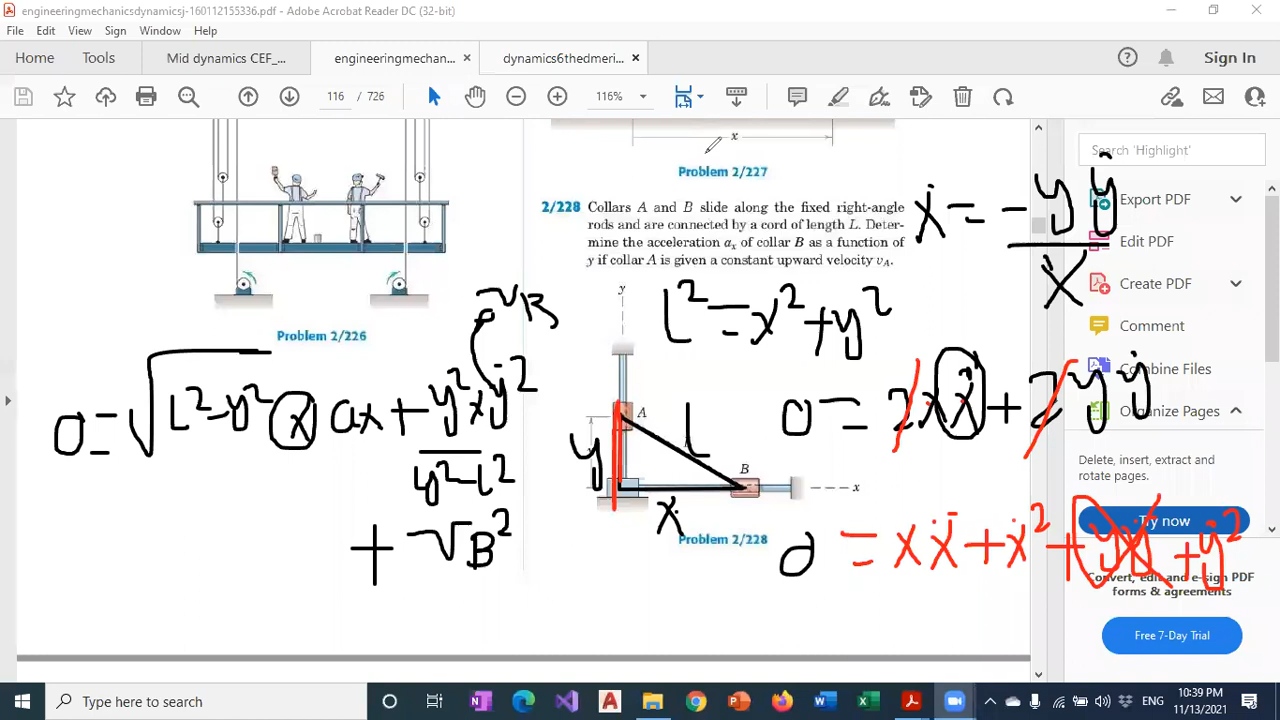 engineeringmechanicsdynamicsj-160112155336.pdf - Adobe Acrobat Reader DC (32-bit)
File Edit View Sign Window Help
Home Tools Mid dynamics CEF_... engineeringmechan... × dynamics6thedmeri... × Sign In
116 / 726 116%
x
Problem 2/227
Search 'Highlight'
Export PDF
Edit PDF
Create PDF
Comment
Combine Files
Organize Pages
Delete, insert, extract and rotate pages.
Try now
Convert, edit and e-sign PDF
forms & agreements
Free 7-Day Trial
2/228 Collars A and B slide along the fixed right-angle
rods and are connected by a cord of length L. Deter-
mine the acceleration aₓ of collar B as a function of
y if collar A is given a constant upward velocity v_A.
Problem 2/226
y
A
B
x
Problem 2/228
ẋ = -yẏ/x
L² = x² + y²
0 = 2xẋ + 2yẏ
0 = xẍ + ẋ² + yÿ + ẏ²
y
L
x
Type here to search
ENG
10:39 PM
11/13/2021